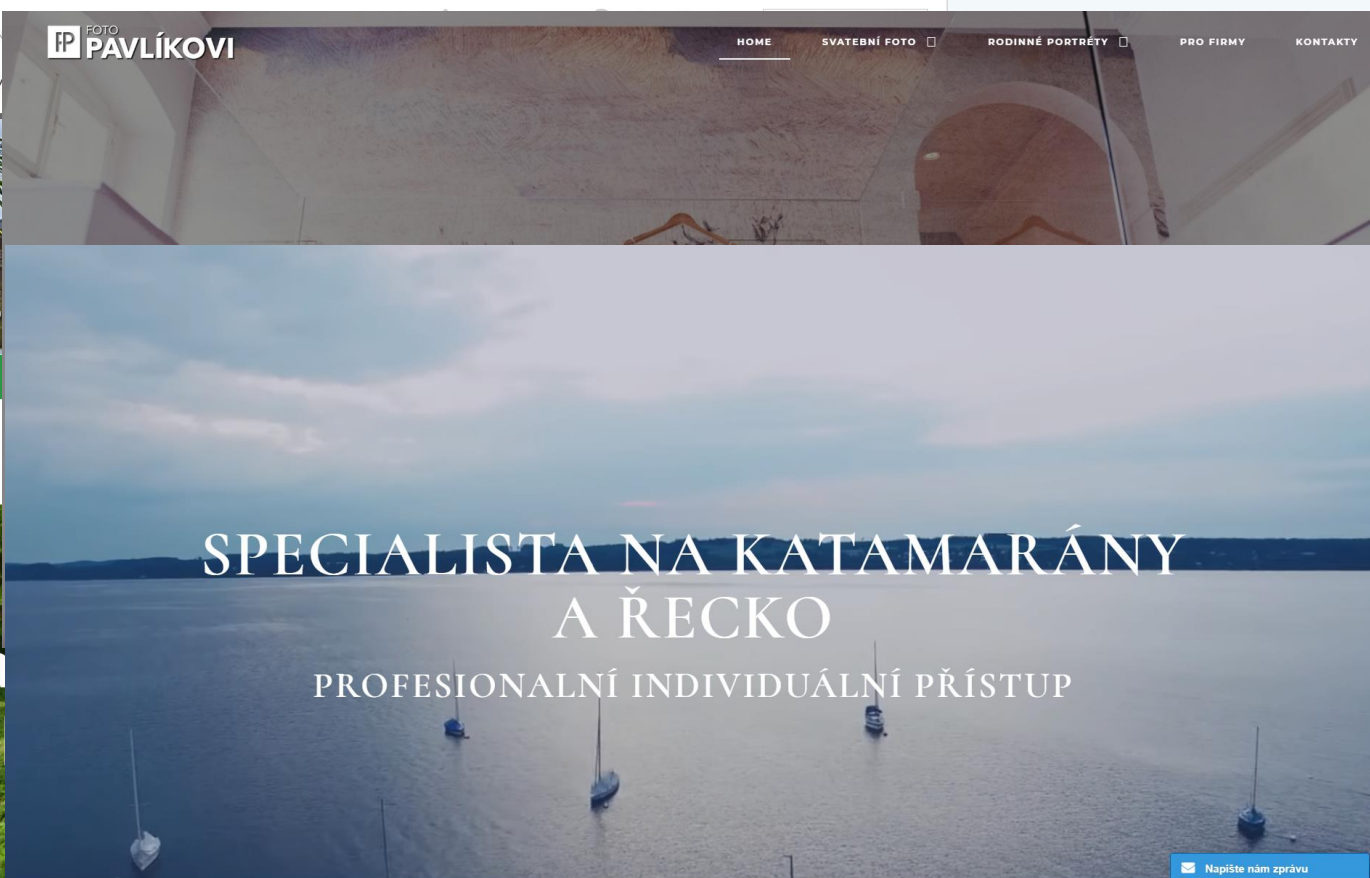 FP FOTO
PAVLÍKOVI
HOME SVATEBNÍ FOTO RODINNÉ PORTRÉTY PRO FIRMY KONTAKTY
SPECIALISTA NA KATAMARÁNY
A ŘECKO
PROFESIONALNÍ INDIVIDUÁLNÍ PŘÍSTUP
Napište nám zprávu